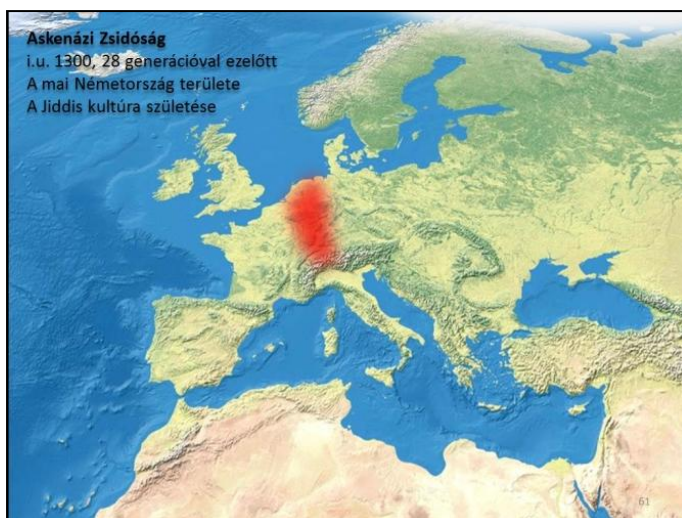 Askenázi Zsidóság
i.u. 1300, 28 generációval ezelőtt
A mai Németország területe
A Jiddis kultúra születése
61